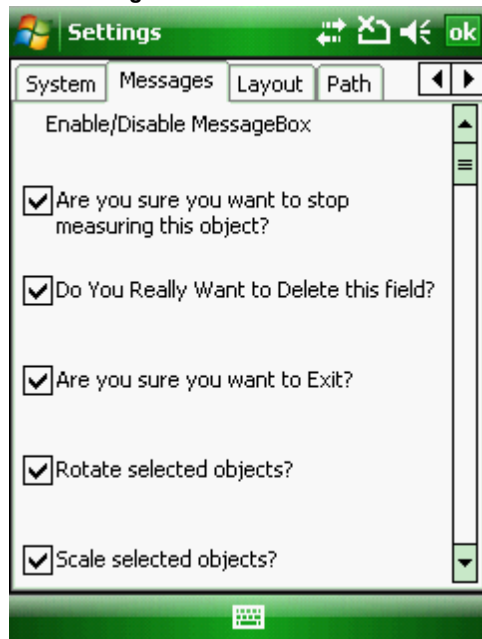 Settings
ok
System
Messages
Layout
Path
Enable/Disable MessageBox
Are you sure you want to stop
measuring this object?
Do You Really Want to Delete this field?
Are you sure you want to Exit?
Rotate selected objects?
Scale selected objects?